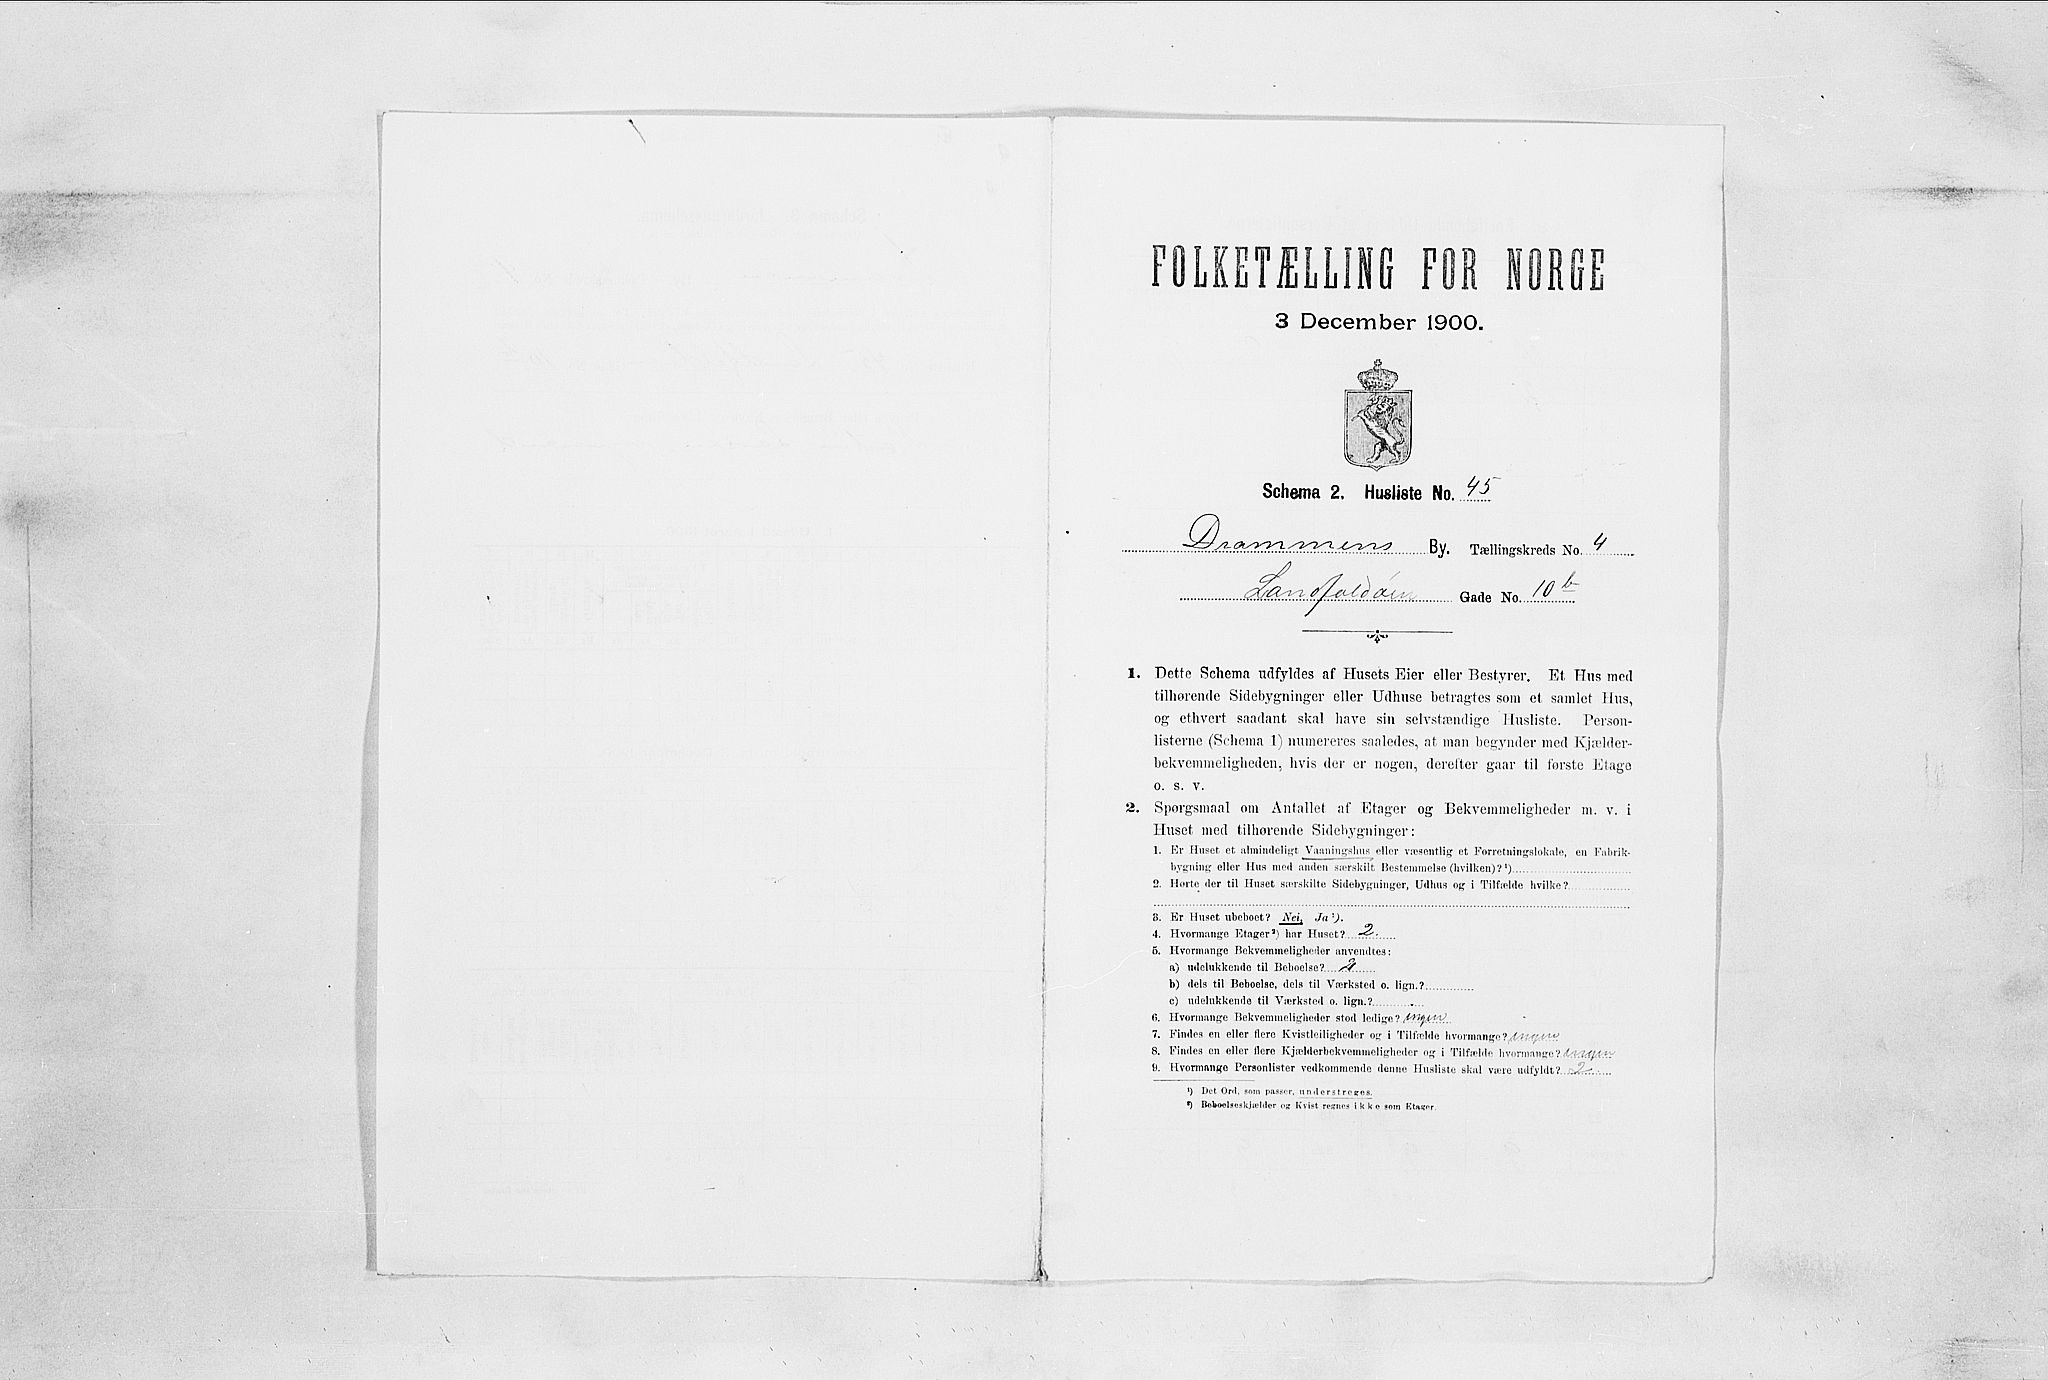 FOLKETÆLLING FOR NORGE
3 December 1900.
Schema 2. Husliste No. 45
Drammens By. Tællingskreds No. 4
Landfaldøen Gade No. 10 b
1. Dette Schema udfyldes af Husets Eier eller Bestyrer. Et Hus med
tilhørende Sidebygninger eller Udhuse betragtes som et samlet Hus,
og ethvert saadant skal have sin selvstændige Husliste. Person-
listerne (Schema 1) numereres saaledes, at man begynder med Kjælder-
bekvemmeligheden, hvis der er nogen, derefter gaar til første Etage
o. s. v.
2. Spørgsmaal om Antallet af Etager og Bekvemmeligheder m. v. i
Huset med tilhørende Sidebygninger:
1. Er Huset et almindeligt Vaaningshus eller væsentlig et Forretningslokale, en Fabrik-
bygning eller Hus med anden særskilt Bestemmelse (hvilken)? ¹)
2. Hørte der til Huset særskilte Sidebygninger, Udhus og i Tilfælde hvilke?
3. Er Huset ubeboet? Nei, Ja ¹).
4. Hvormange Etager ²) har Huset? 2.
5. Hvormange Bekvemmeligheder anvendtes:
a) udelukkende til Beboelse?
b) dels til Beboelse, dels til Værksted o. lign.?
c) udelukkende til Værksted o. lign.?
6. Hvormange Bekvemmeligheder stod ledige? ingen
7. Findes en eller flere Kvistleiligheder og i Tilfælde hvormange? ingen
8. Findes en eller flere Kjælderbekvemmeligheder og i Tilfælde hvormange? ingen
9. Hvormange Personlister vedkommende denne Husliste skal være udfyldt? 2.
¹) Det Ord, som passer, understreges.
²) Beboelseskjælder og Kvist regnes ikke som Etager.